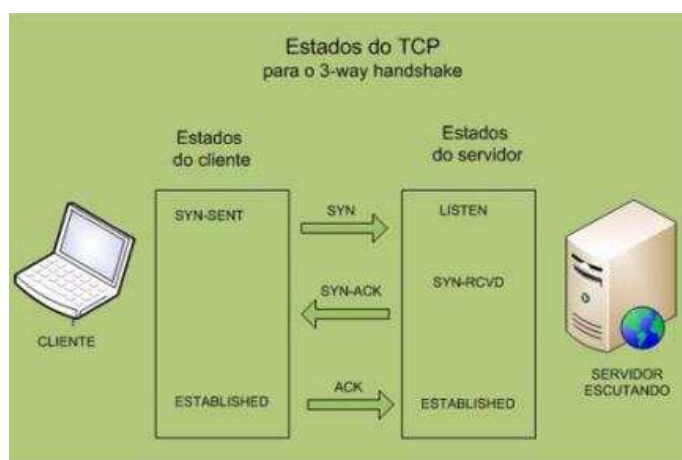 Estados do TCP
para o 3-way handshake
Estados
do cliente
Estados
do servidor
SYN-SENT
SYN
LISTEN
SYN-ACK
SYN-RCVD
CLIENTE
SERVIDOR
ESCUTANDO
ESTABLISHED
ACK
ESTABLISHED